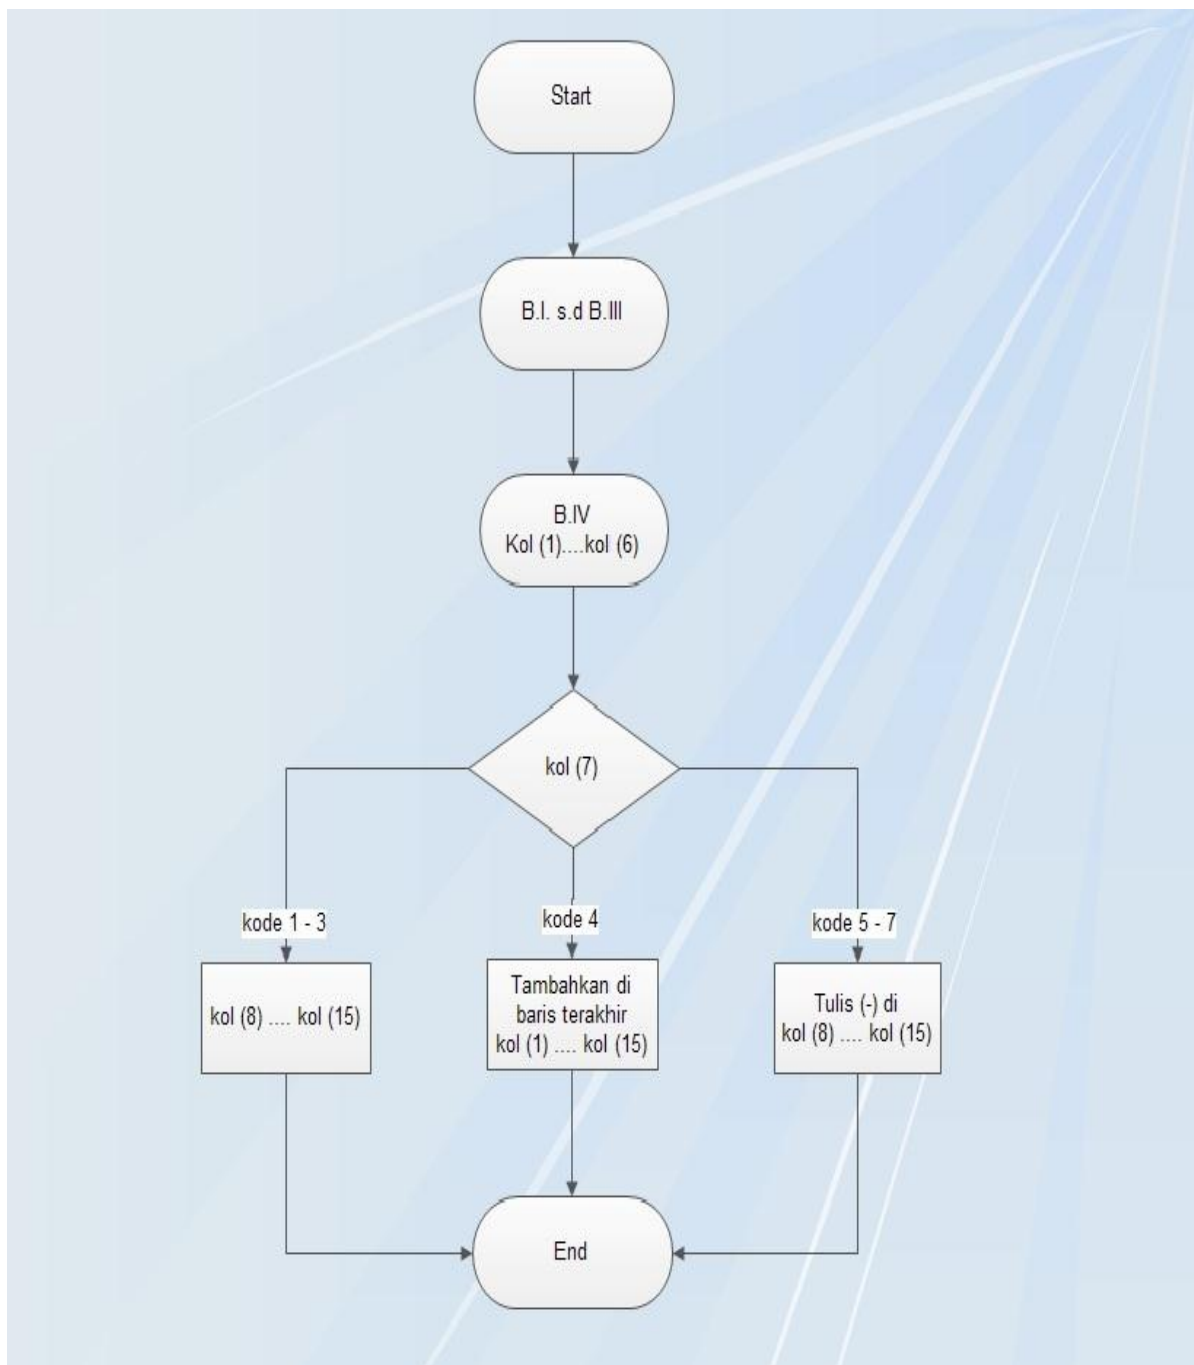 Start
B.I. s.d B.III
B.IV
Kol (1)....kol (6)
kol (7)
kode 1 - 3
kode 4
kode 5 - 7
kol (8) .... kol (15)
Tambahkan di
baris terakhir
kol (1) .... kol (15)
Tulis (-) di
kol (8) .... kol (15)
End